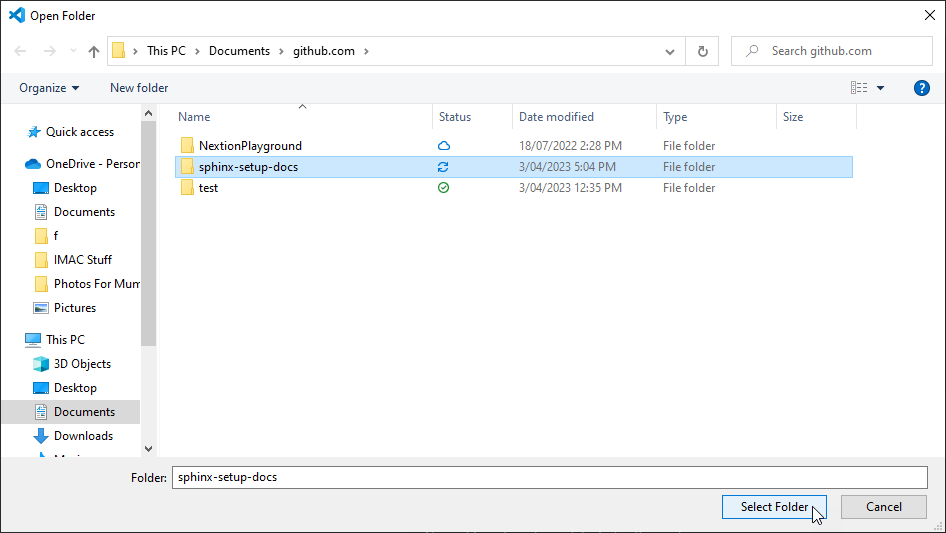 Open Folder
This PC Documents github.com
Search github.com
Organize New folder
?
Name Status Date modified Type Size
NextionPlayground 18/07/2022 2:28 PM File folder
sphinx-setup-docs 3/04/2023 5:04 PM File folder
test 3/04/2023 12:35 PM File folder
Quick access
OneDrive - Person
Desktop
Documents
f
IMAC Stuff
Photos For Mum
Pictures
This PC
3D Objects
Desktop
Documents
Downloads
Folder: sphinx-setup-docs
Select Folder Cancel